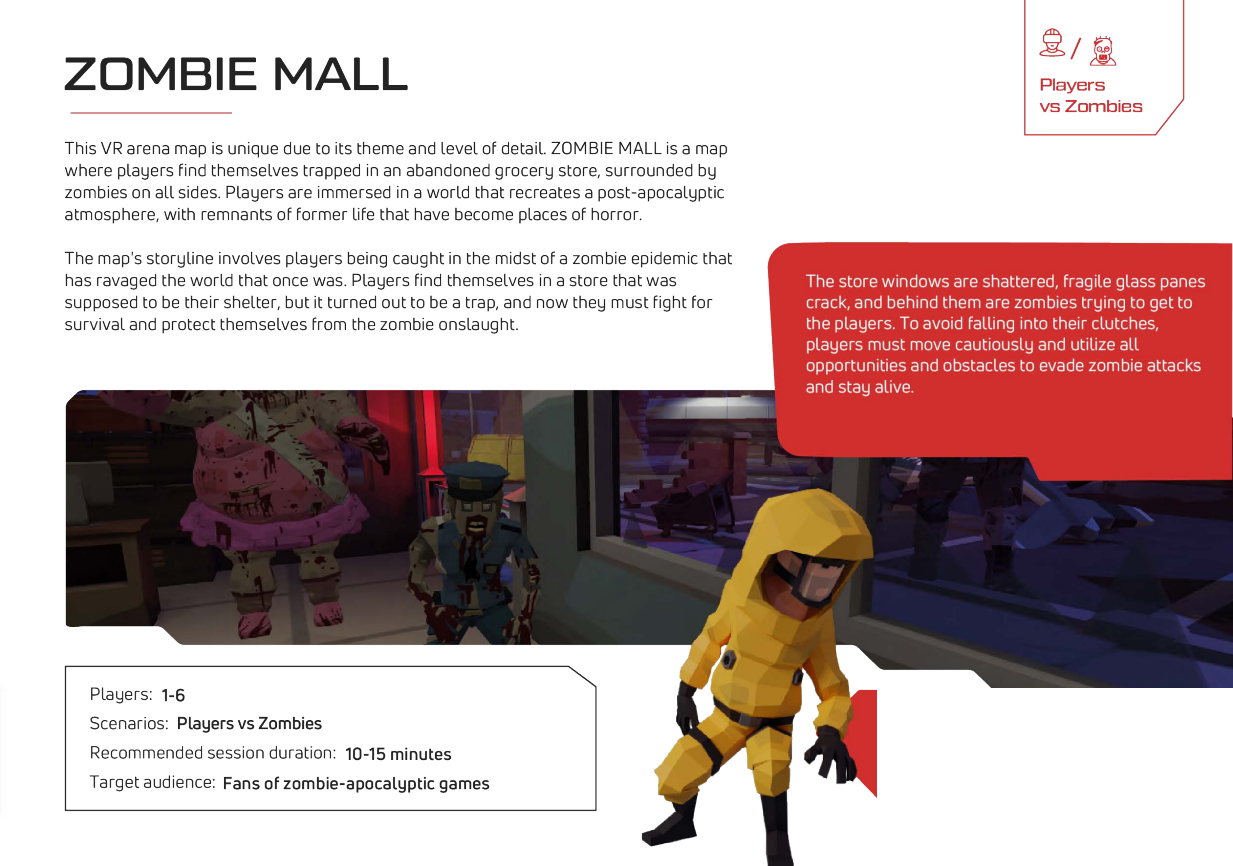 ZOMBIE MALL
Players
vs Zombies
This VR arena map is unique due to its theme and level of detail. ZOMBIE MALL is a map
where players find themselves trapped in an abandoned grocery store, surrounded by
zombies on all sides. Players are immersed in a world that recreates a post-apocalyptic
atmosphere, with remnants of former life that have become places of horror.
The map's storyline involves players being caught in the midst of a zombie epidemic that
has ravaged the world that once was. Players find themselves in a store that was
supposed to be their shelter, but it turned out to be a trap, and now they must fight for
survival and protect themselves from the zombie onslaught.
The store windows are shattered, fragile glass panes
crack, and behind them are zombies trying to get to
the players. To avoid falling into their clutches,
players must move cautiously and utilize all
opportunities and obstacles to evade zombie attacks
and stay alive.
Players: 1-6
Scenarios: Players vs Zombies
Recommended session duration: 10-15 minutes
Target audience: Fans of zombie-apocalyptic games